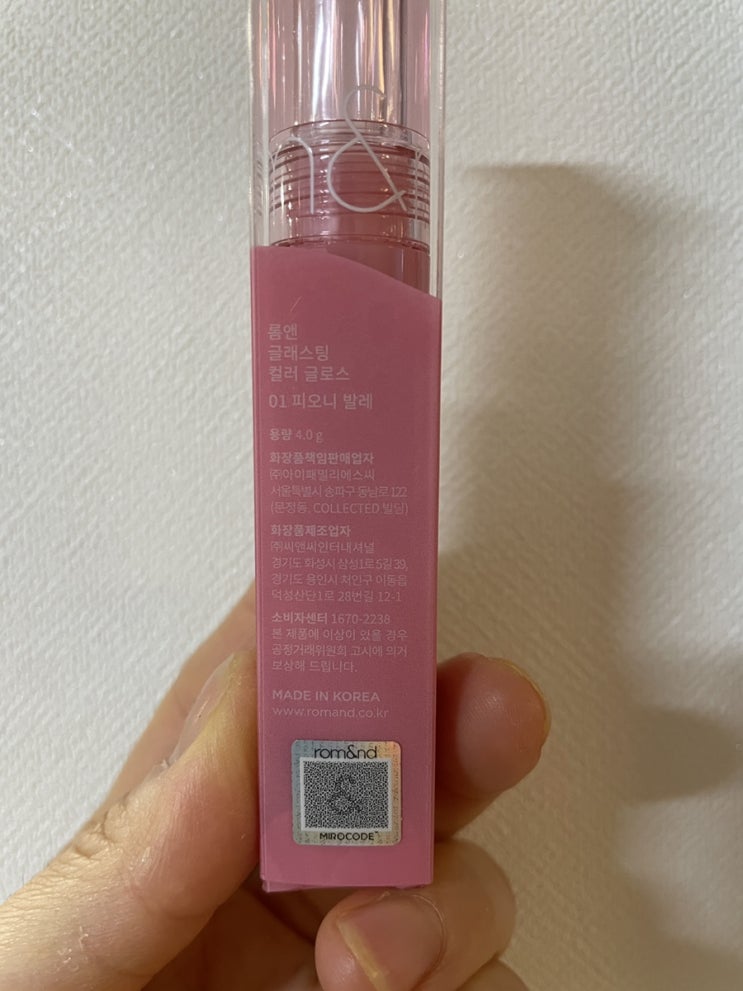 n&
롬앤
글래스팅
컬러 글로스
01 피오니 발레
용량 4.0 g
화장품책임판매업자
㈜아이패밀리에스씨
서울특별시 송파구 동남로 122
(문정동, COLLECTED 빌딩)
화장품제조업자
㈜씨앤씨인터내셔널
경기도 화성시 삼성1로 5길 39,
경기도 용인시 처인구 이동읍
덕성산단1로 28번길 12-1
소비자센터 1670-2238
본 제품에 이상이 있을 경우
공정거래위원회 고시에 의거
보상해 드립니다.
MADE IN KOREA
www.romand.co.kr
rom&nd
&
MIROCODE